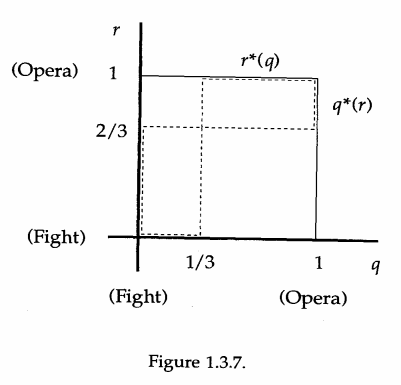 r
(Opera) 1 r*(q)
q*(r)
2/3
(Fight)
1/3 1 q
(Fight) (Opera)
Figure 1.3.7.